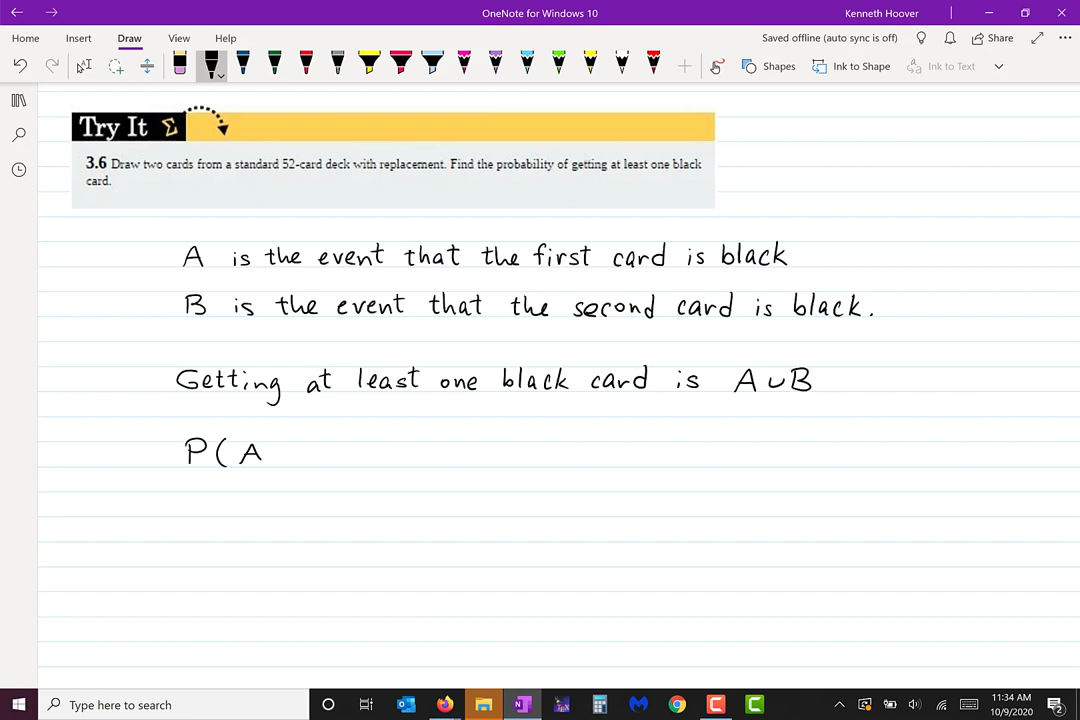 OneNote for Windows 10
Kenneth Hoover
Home Insert Draw View Help
Saved offline (auto sync is off)
Share
Shapes
Ink to Shape
Ink to Text
Try It Σ
3.6 Draw two cards from a standard 52-card deck with replacement. Find the probability of getting at least one black
card.
A is the event that the first card is black
B is the event that the second card is black.
Getting at least one black card is A∪B
P( A
Type here to search
11:34 AM
10/9/2020
2